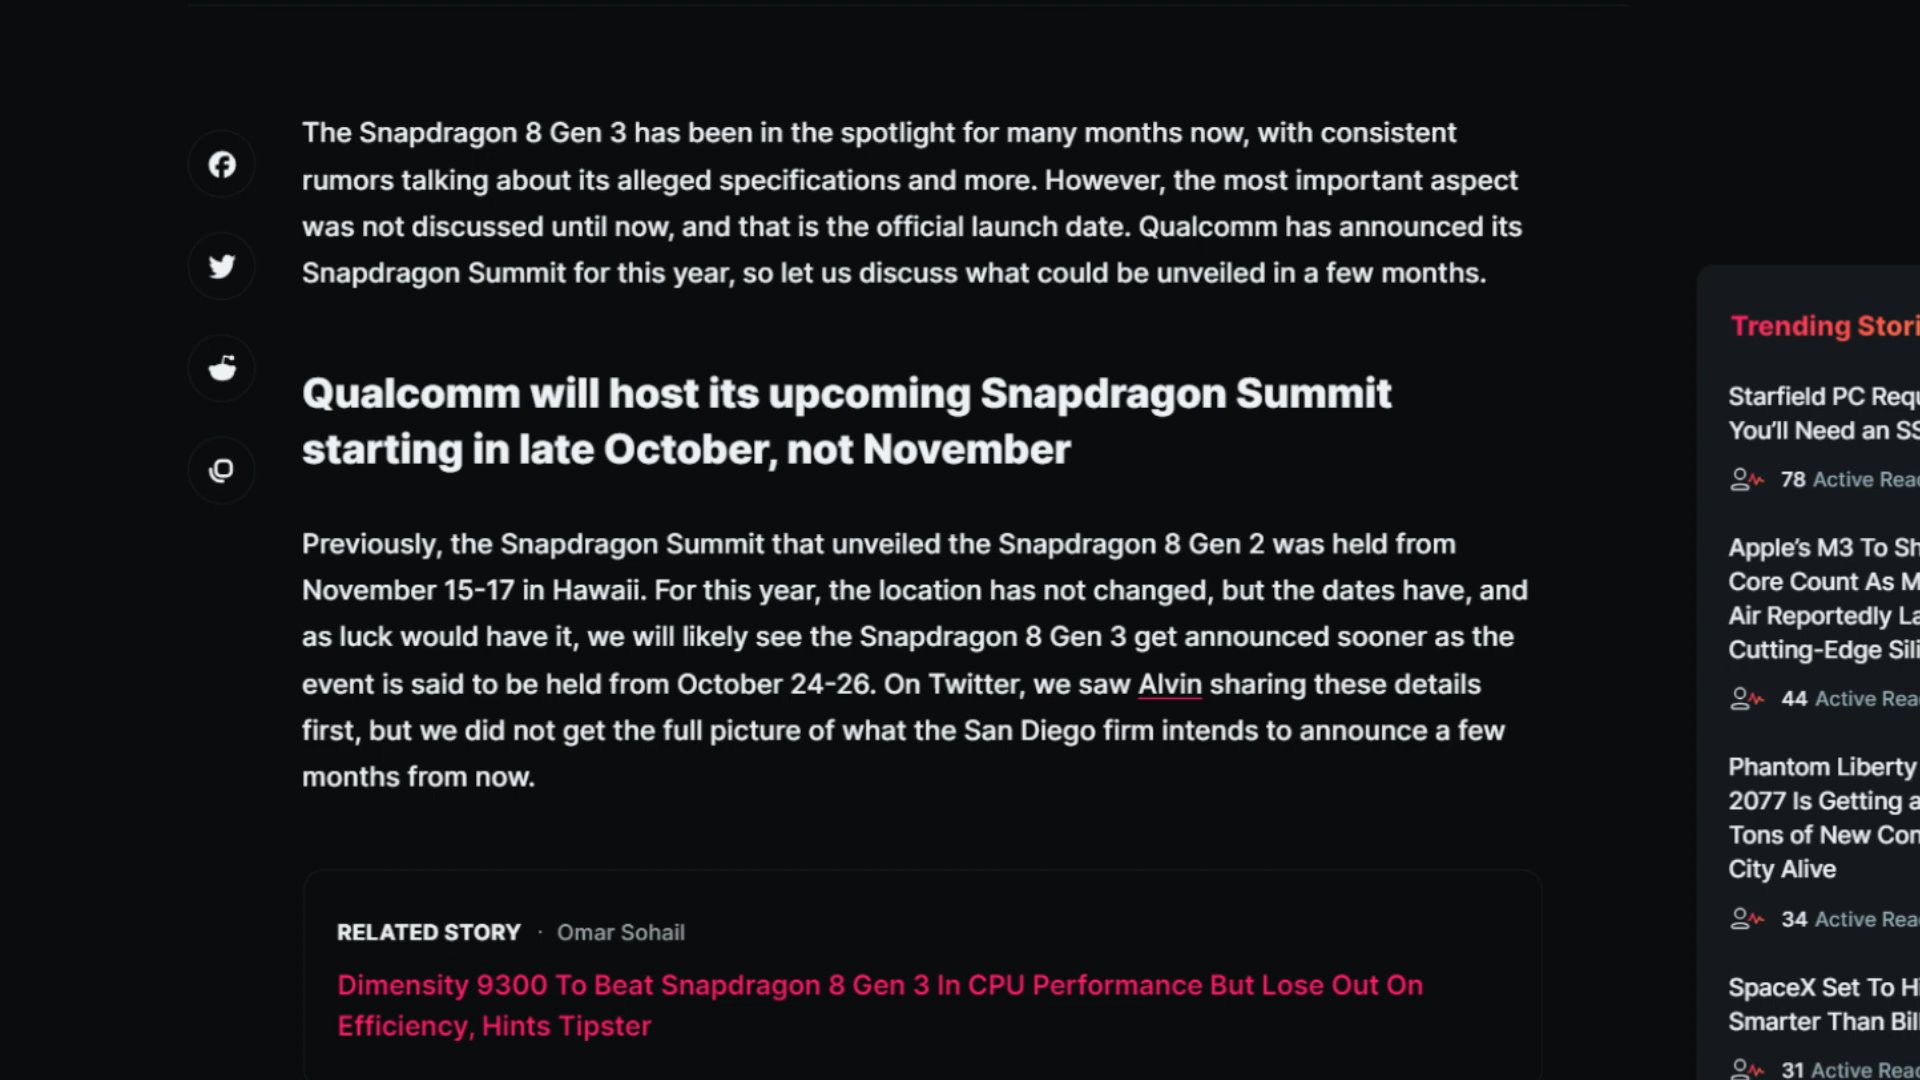 The Snapdragon 8 Gen 3 has been in the spotlight for many months now, with consistent
rumors talking about its alleged specifications and more. However, the most important aspect
was not discussed until now, and that is the official launch date. Qualcomm has announced its
Snapdragon Summit for this year, so let us discuss what could be unveiled in a few months.
Qualcomm will host its upcoming Snapdragon Summit
starting in late October, not November
Previously, the Snapdragon Summit that unveiled the Snapdragon 8 Gen 2 was held from
November 15-17 in Hawaii. For this year, the location has not changed, but the dates have, and
as luck would have it, we will likely see the Snapdragon 8 Gen 3 get announced sooner as the
event is said to be held from October 24-26. On Twitter, we saw Alvin sharing these details
first, but we did not get the full picture of what the San Diego firm intends to announce a few
months from now.
RELATED STORY · Omar Sohail
Dimensity 9300 To Beat Snapdragon 8 Gen 3 In CPU Performance But Lose Out On
Efficiency, Hints Tipster
Trending Stori
Starfield PC Requ
You'll Need an SS
78 Active Read
Apple's M3 To Sh
Core Count As M
Air Reportedly La
Cutting-Edge Sili
44 Active Read
Phantom Liberty
2077 Is Getting a
Tons of New Con
City Alive
34 Active Read
SpaceX Set To Hi
Smarter Than Bill
31 Active Read